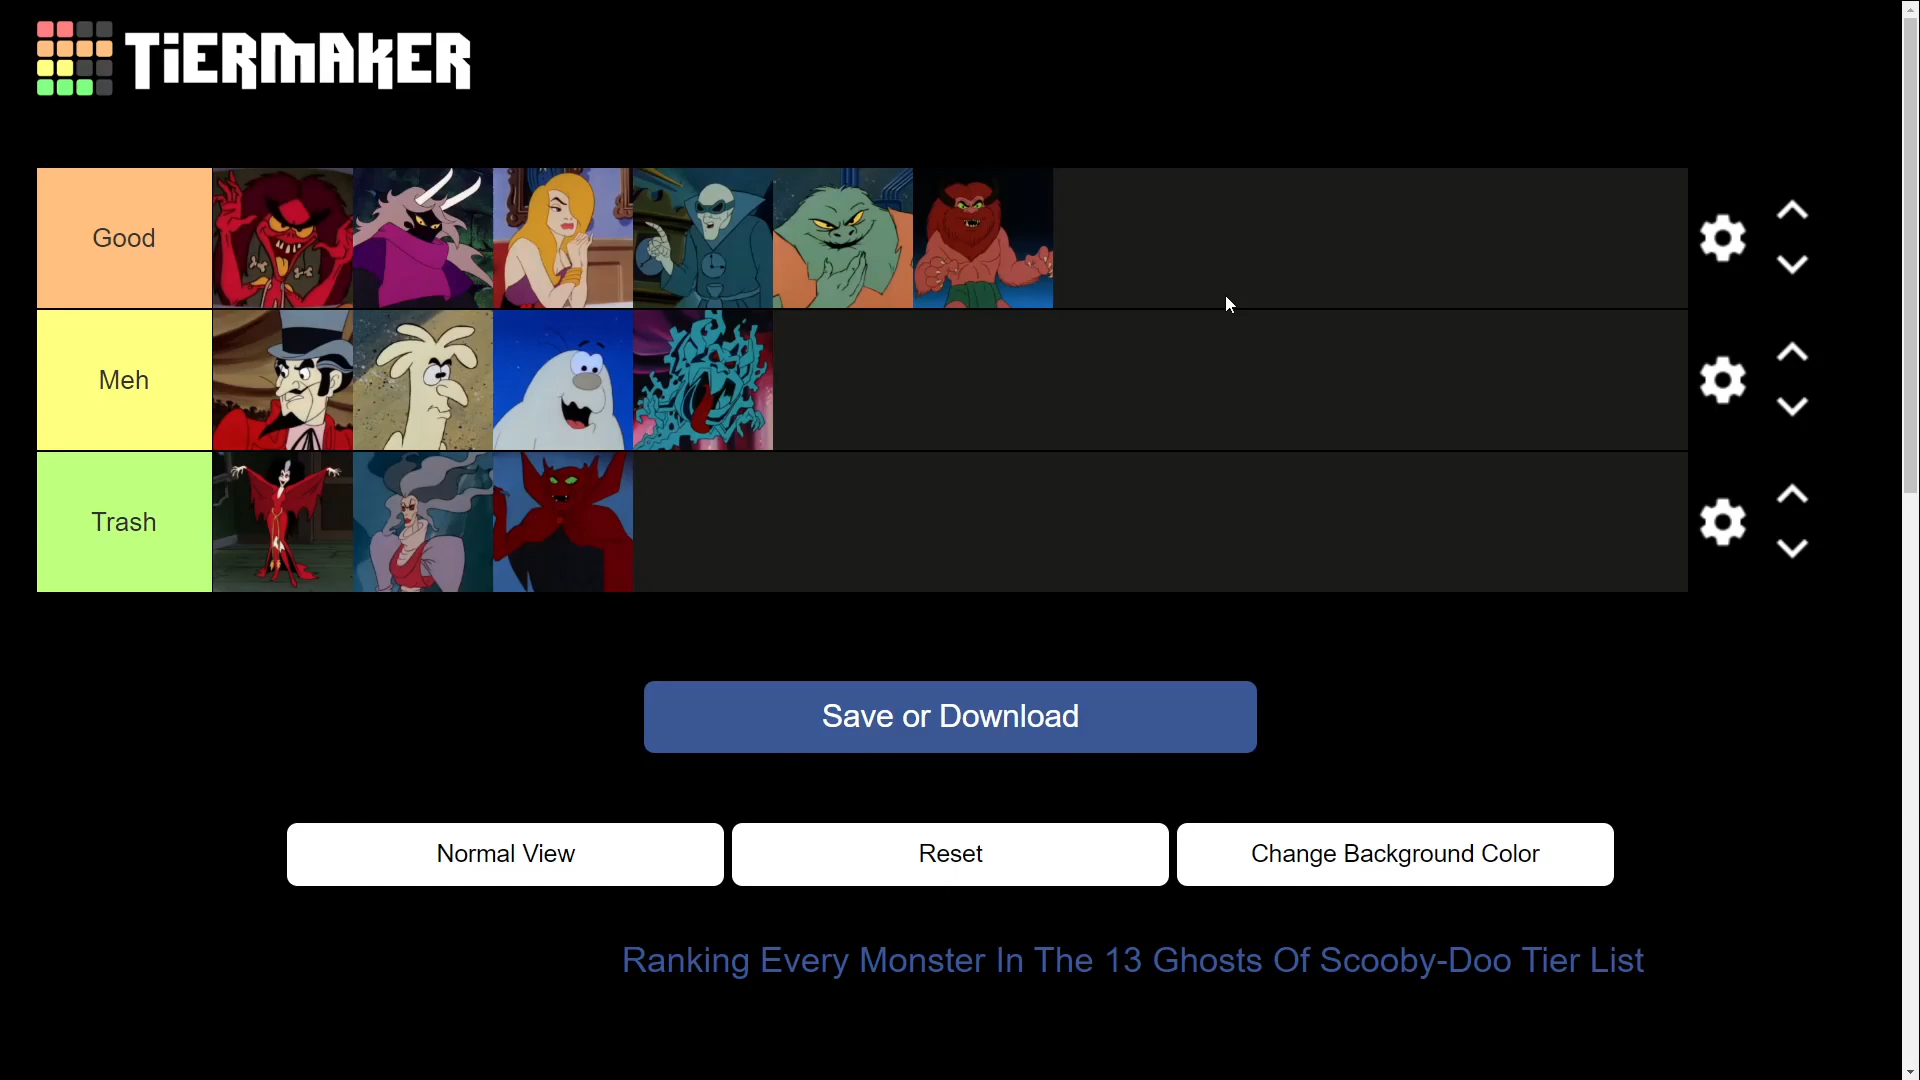 TiERMAKER
Good
Meh
Trash
Save or Download
Normal View
Reset
Change Background Color
Ranking Every Monster In The 13 Ghosts Of Scooby-Doo Tier List